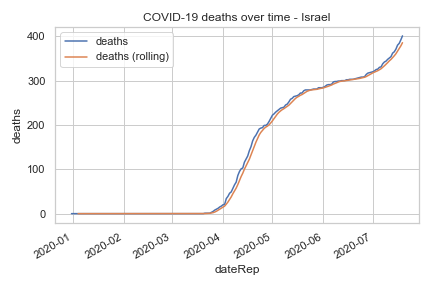 COVID-19 deaths over time - Israel
deaths
deaths (rolling)
deaths
400
300
200
100
0
2020-01
2020-02
2020-03
2020-04
2020-05
2020-06
2020-07
dateRep